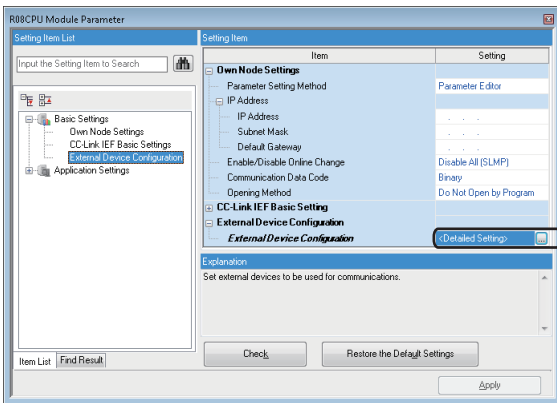 R08CPU Module Parameter
Setting Item List
Input the Setting Item to Search
Basic Settings
Own Node Settings
CC-Link IEF Basic Settings
External Device Configuration
Application Settings
Item List Find Result
Setting Item
Item Setting
Own Node Settings
Parameter Setting Method Parameter Editor
IP Address
IP Address . . .
Subnet Mask . . .
Default Gateway . . .
Enable/Disable Online Change Disable All (SLMP)
Communication Data Code Binary
Opening Method Do Not Open by Program
CC-Link IEF Basic Setting
External Device Configuration
External Device Configuration <Detailed Setting> ...
Explanation
Set external devices to be used for communications.
Check Restore the Default Settings
Apply